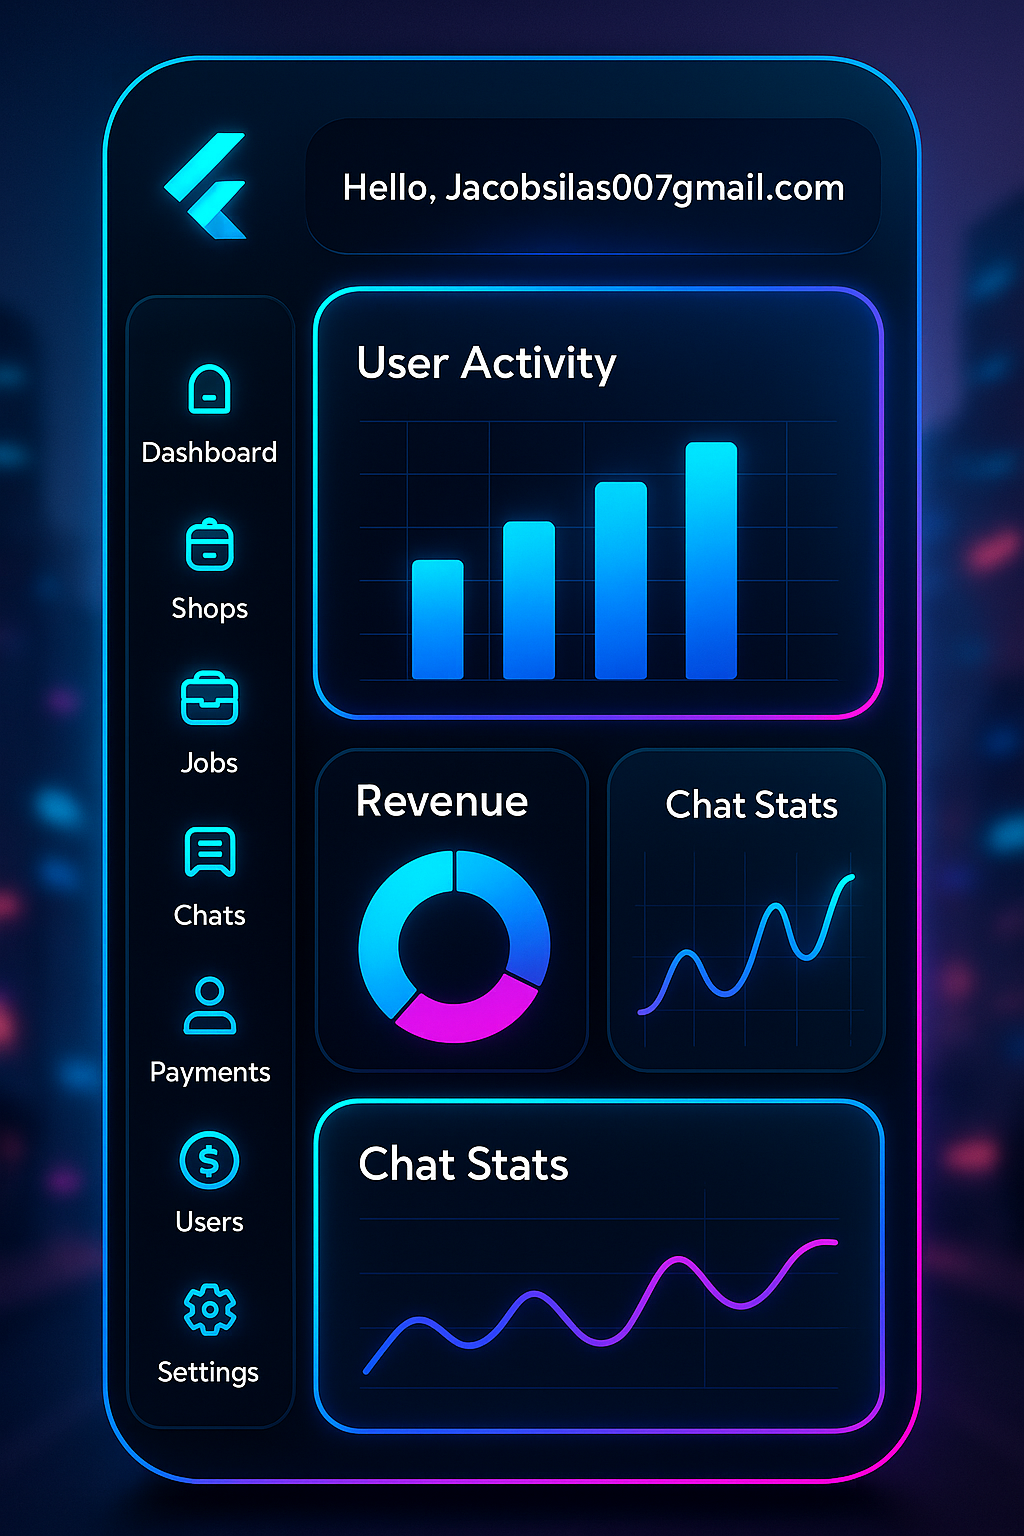 Hello, Jacobsilas007gmail.com
Dashboard
Shops
Jobs
Chats
Payments
Users
Settings
User Activity
Revenue
Chat Stats
Chat Stats